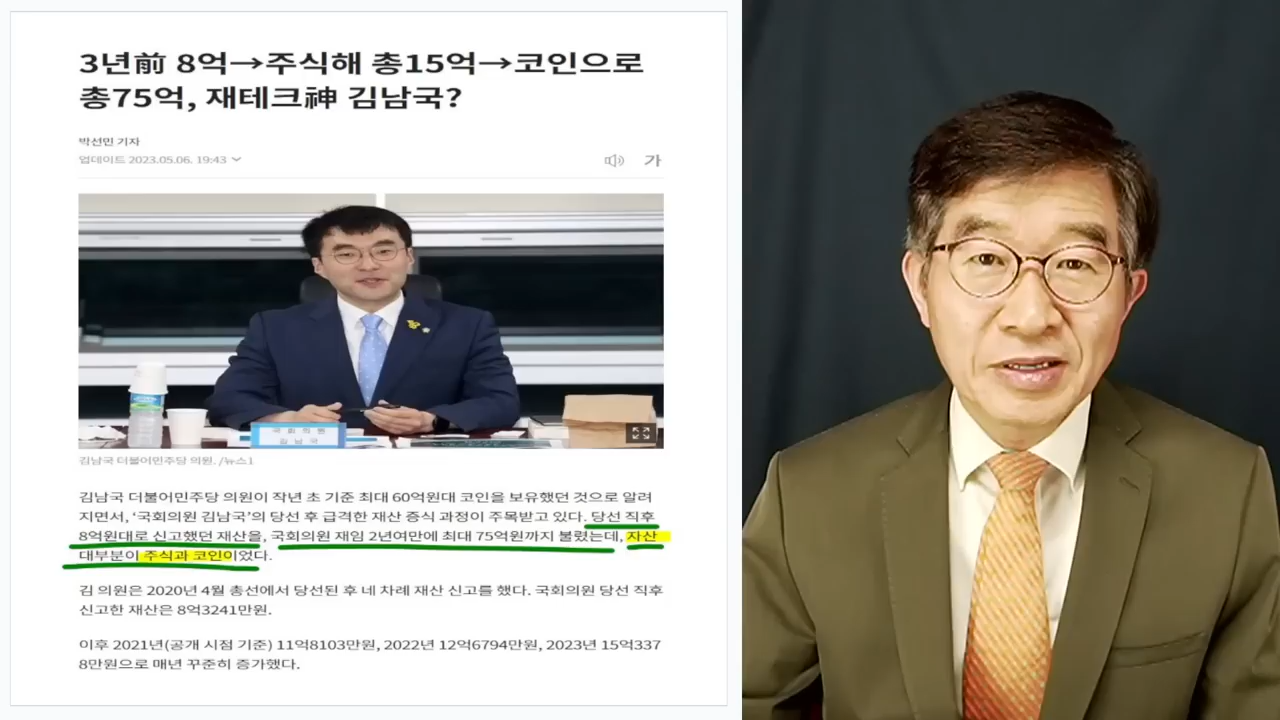 3년前 8억→주식해 총15억→코인으로
총75억, 재테크神 김남국?
박선민 기자
업데이트 2023.05.06. 19:43
가
국회의원
김남국
김남국 더불어민주당 의원. /뉴스1
김남국 더불어민주당 의원이 작년 초 기준 최대 60억원대 코인을 보유했던 것으로 알려
지면서, ‘국회의원 김남국’의 당선 후 급격한 재산 증식 과정이 주목받고 있다. 당선 직후
8억원대로 신고했던 재산을, 국회의원 재임 2년여만에 최대 75억원까지 불렸는데, 자산
대부분이 주식과 코인이었다.
김 의원은 2020년 4월 총선에서 당선된 후 네 차례 재산 신고를 했다. 국회의원 당선 직후
신고한 재산은 8억3241만원.
이후 2021년(공개 시점 기준) 11억8103만원, 2022년 12억6794만원, 2023년 15억337
8만원으로 매년 꾸준히 증가했다.